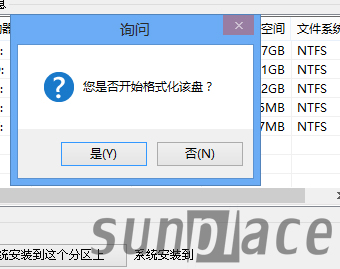 息
询问
空间
文件系统
7GB
NTFS
1GB
NTFS
您是否开始格式化该盘？
2GB
NTFS
5MB
NTFS
7MB
NTFS
是(Y)
否(N)
统安装到这个分区上
系统安装到
sunplace